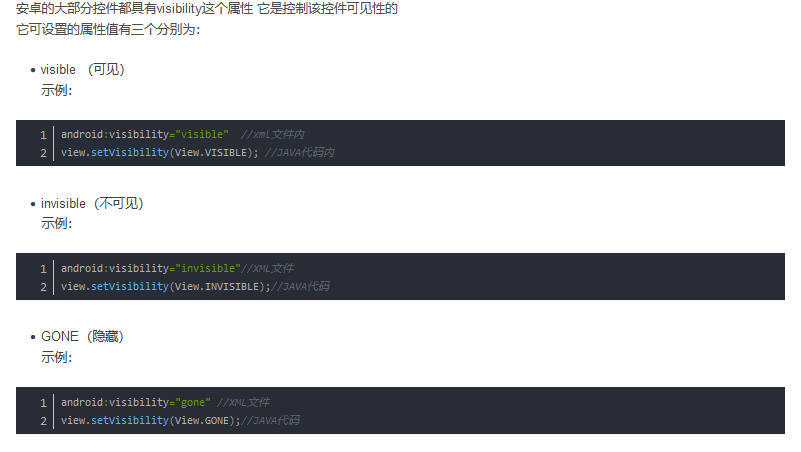 安卓的大部分控件都具有visibility这个属性 它是控制该控件可见性的
它可设置的属性值有三个分别为：
• visible （可见）
示例：
1 android:visibility="visible"  //xml文件内
2 view.setVisibility(View.VISIBLE); //JAVA代码内
• invisible（不可见）
示例：
1 android:visibility="invisible"//XML文件
2 view.setVisibility(View.INVISIBLE);//JAVA代码
• GONE（隐藏）
示例：
1 android:visibility="gone" //XML文件
2 view.setVisibility(View.GONE);//JAVA代码